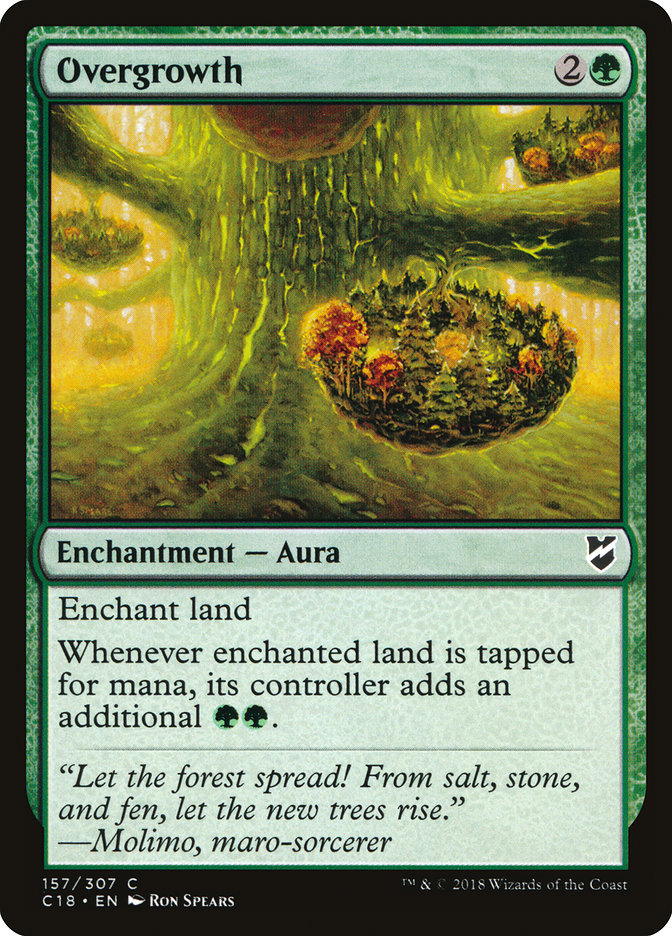 Overgrowth 2
Enchantment — Aura
Enchant land
Whenever enchanted land is tapped
for mana, its controller adds an
additional .
“Let the forest spread! From salt, stone,
and fen, let the new trees rise.”
—Molimo, maro-sorcerer
157/307 C
C18 • EN Ron Spears
™ & © 2018 Wizards of the Coast